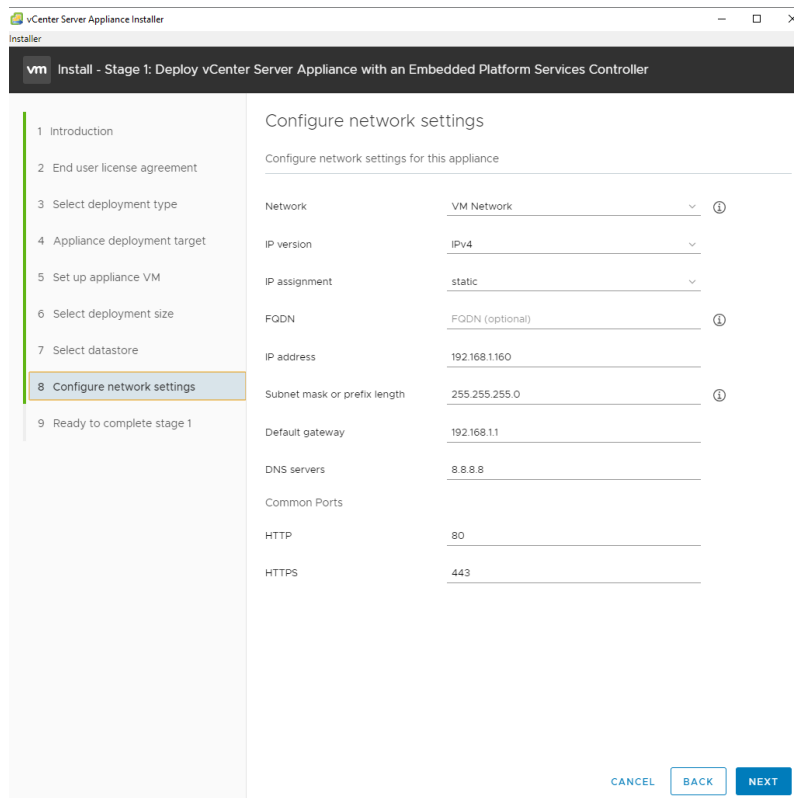 vCenter Server Appliance Installer
Installer
vm Install - Stage 1: Deploy vCenter Server Appliance with an Embedded Platform Services Controller
1 Introduction
2 End user license agreement
3 Select deployment type
4 Appliance deployment target
5 Set up appliance VM
6 Select deployment size
7 Select datastore
8 Configure network settings
9 Ready to complete stage 1
Configure network settings
Configure network settings for this appliance
Network VM Network
IP version IPv4
IP assignment static
FQDN FQDN (optional)
IP address 192.168.1.160
Subnet mask or prefix length 255.255.255.0
Default gateway 192.168.1.1
DNS servers 8.8.8.8
Common Ports
HTTP 80
HTTPS 443
CANCEL BACK NEXT